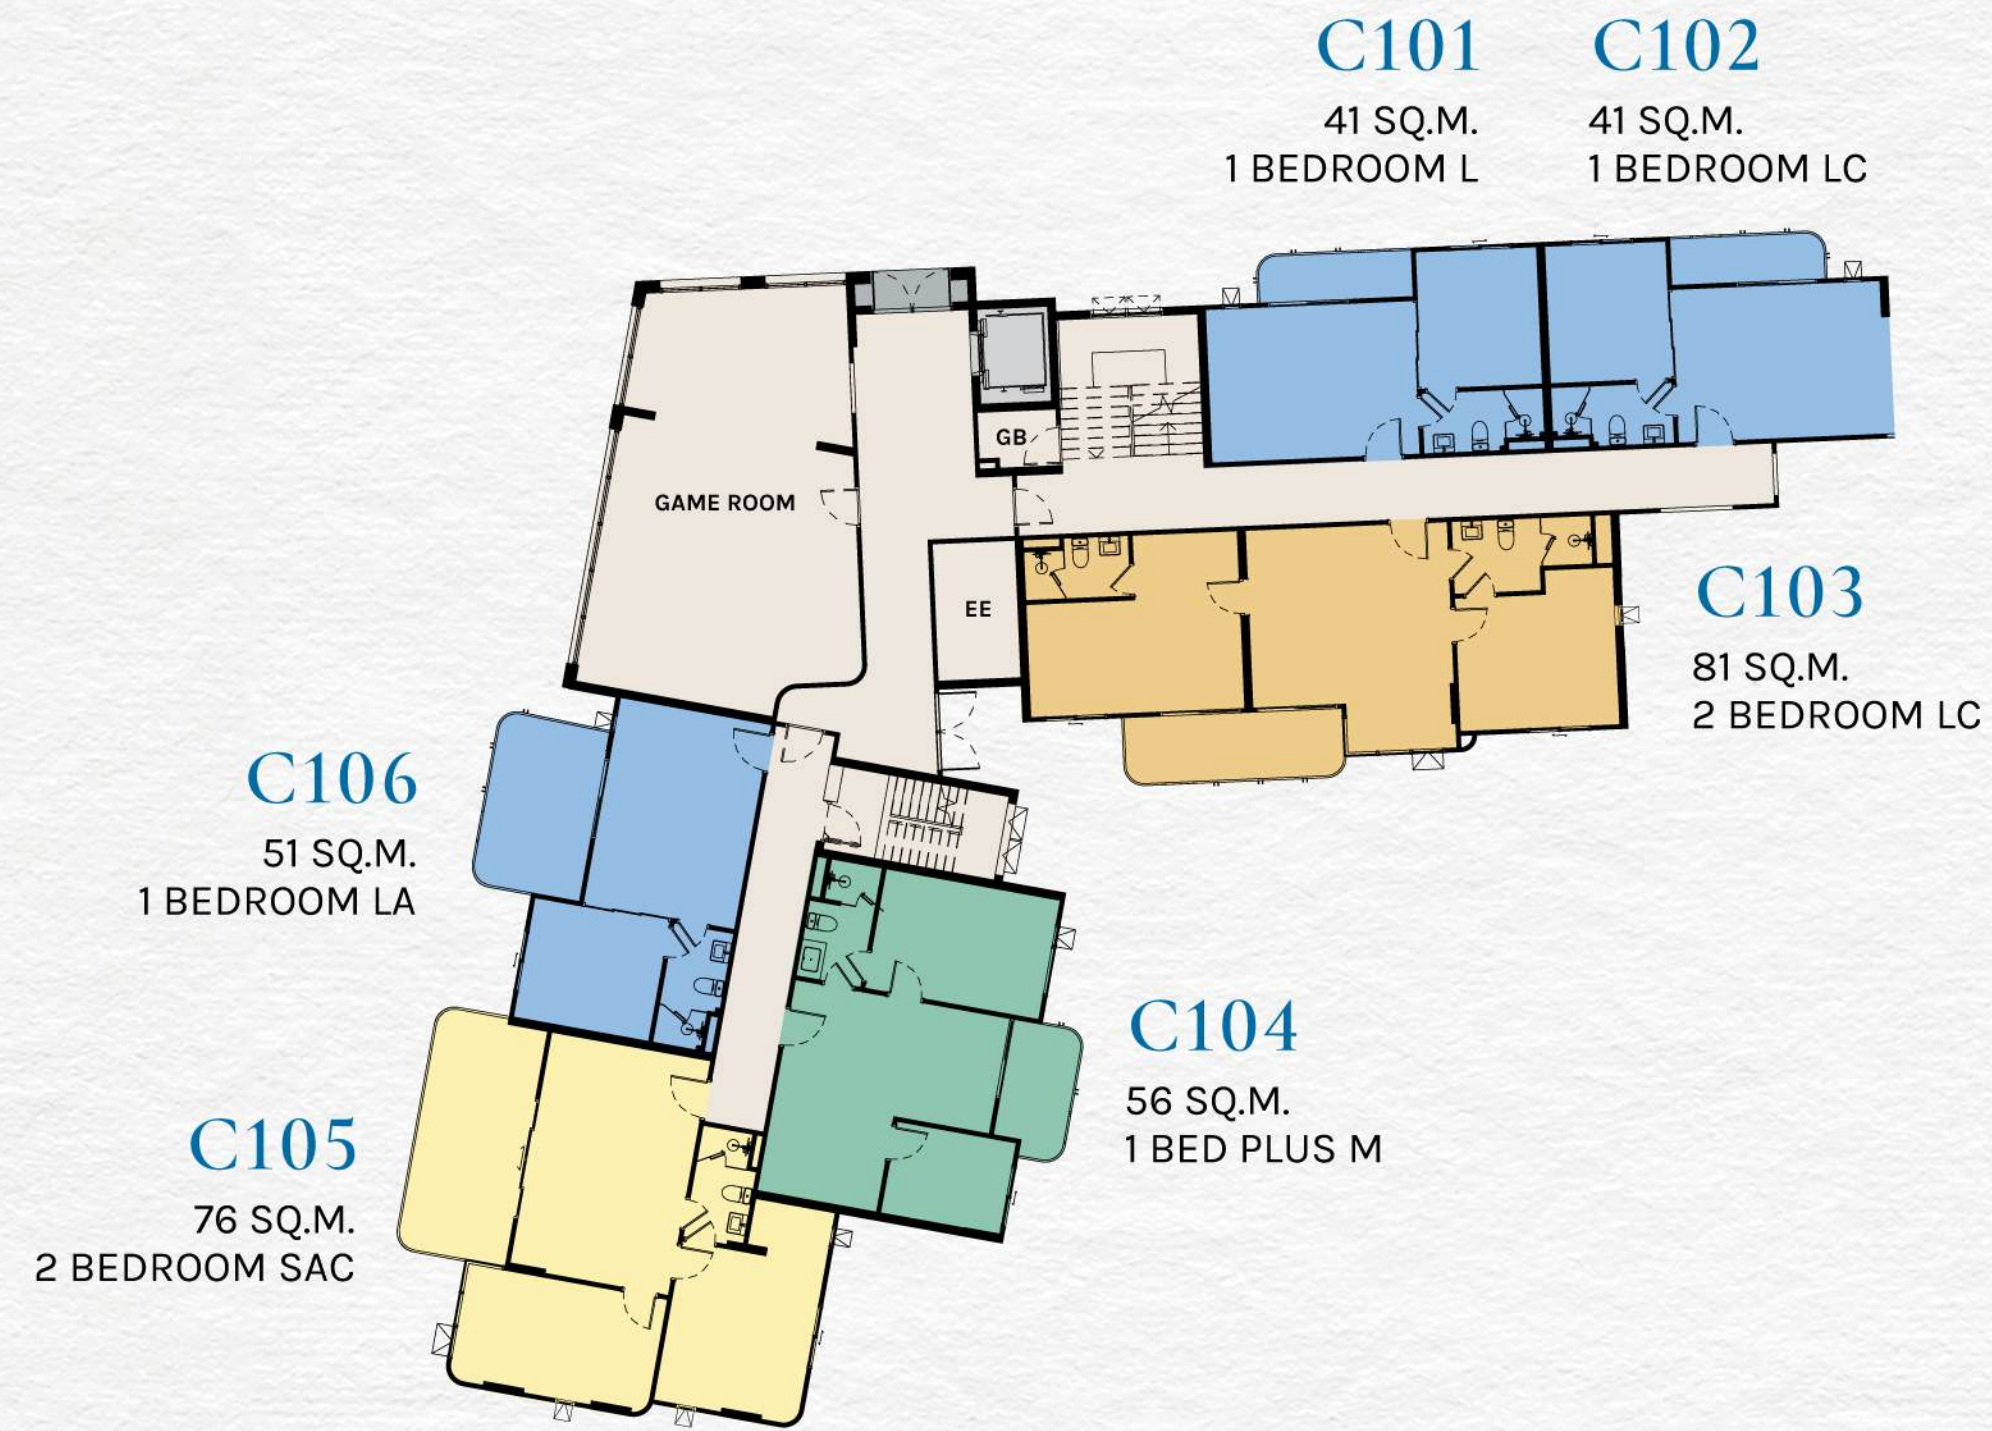 C101
41 SQ.M.
1 BEDROOM L
C102
41 SQ.M.
1 BEDROOM LC
GB
GAME ROOM
EE
C103
81 SQ.M.
2 BEDROOM LC
C106
51 SQ.M.
1 BEDROOM LA
C104
56 SQ.M.
1 BED PLUS M
C105
76 SQ.M.
2 BEDROOM SAC